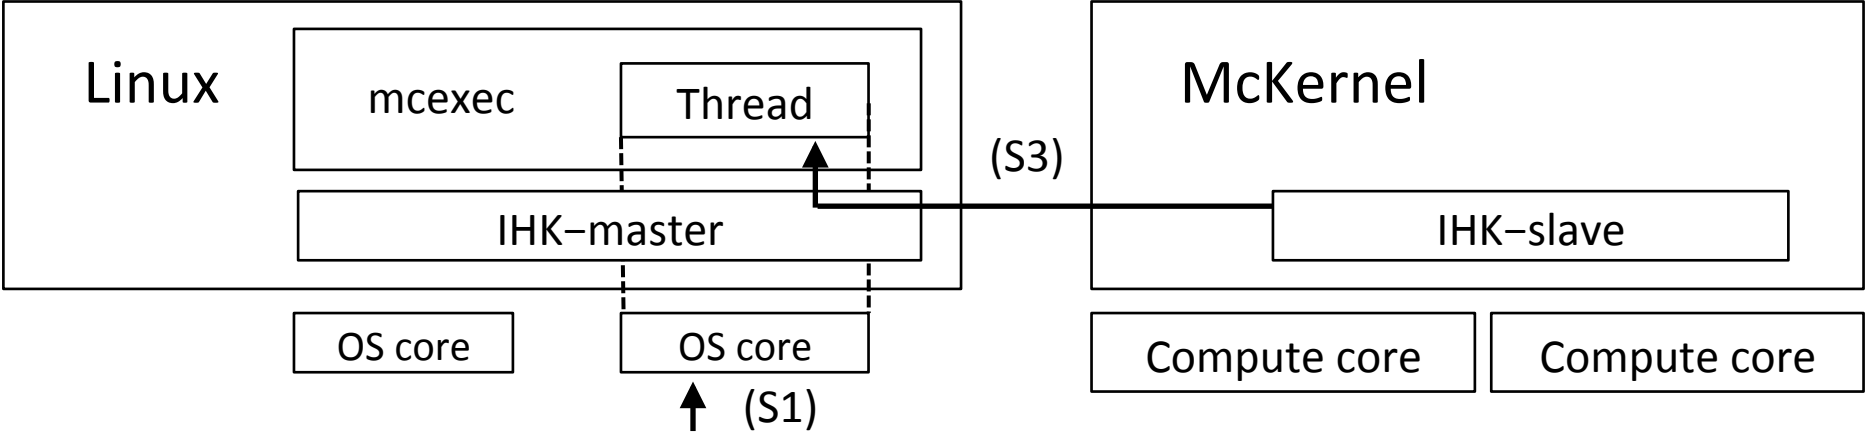 Linux
mcexec
Thread
McKernel
(S3)
IHK−master
IHK−slave
OS core
OS core
Compute core
Compute core
(S1)